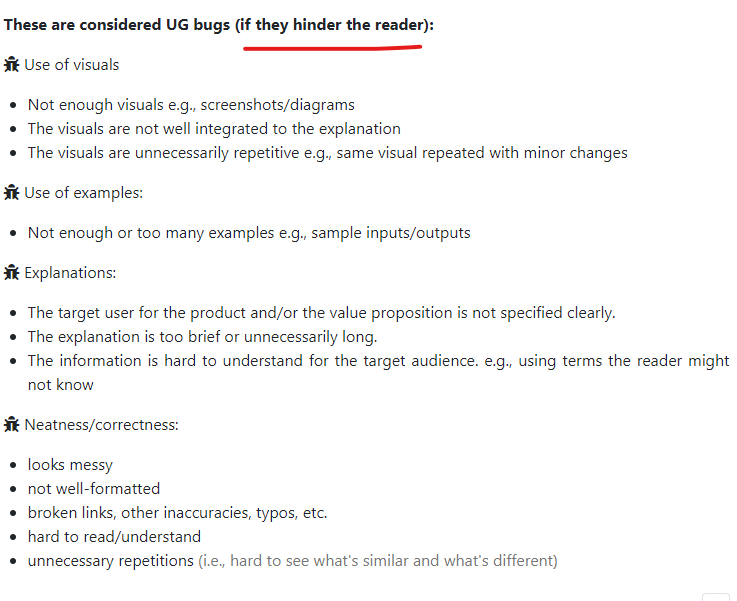 These are considered UG bugs (if they hinder the reader):
Use of visuals
Not enough visuals e.g., screenshots/diagrams
The visuals are not well integrated to the explanation
The visuals are unnecessarily repetitive e.g., same visual repeated with minor changes
Use of examples:
Not enough or too many examples e.g., sample inputs/outputs
Explanations:
The target user for the product and/or the value proposition is not specified clearly.
The explanation is too brief or unnecessarily long.
The information is hard to understand for the target audience. e.g., using terms the reader might
not know
Neatness/correctness:
looks messy
not well-formatted
broken links, other inaccuracies, typos, etc.
hard to read/understand
unnecessary repetitions (i.e., hard to see what's similar and what's different)